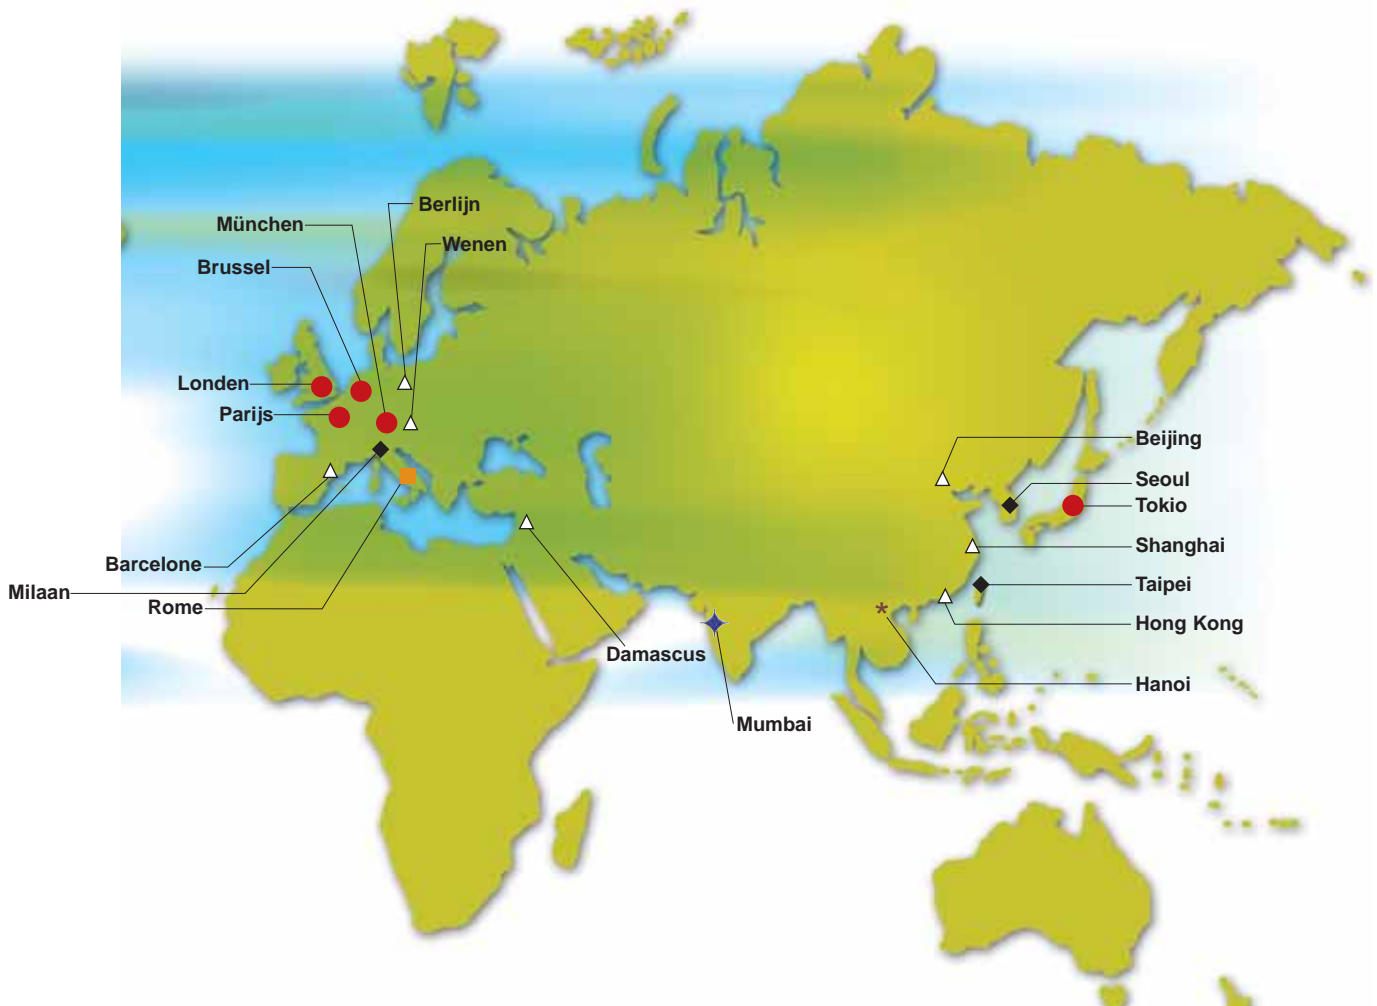 Berlijn
München
Wenen
Brussel
Londen
Parijs
Beijing
Seoul
Tokio
Shanghai
Barcelone
Taipei
Milaan
Rome
Hong Kong
Damascus
Hanoi
Mumbai